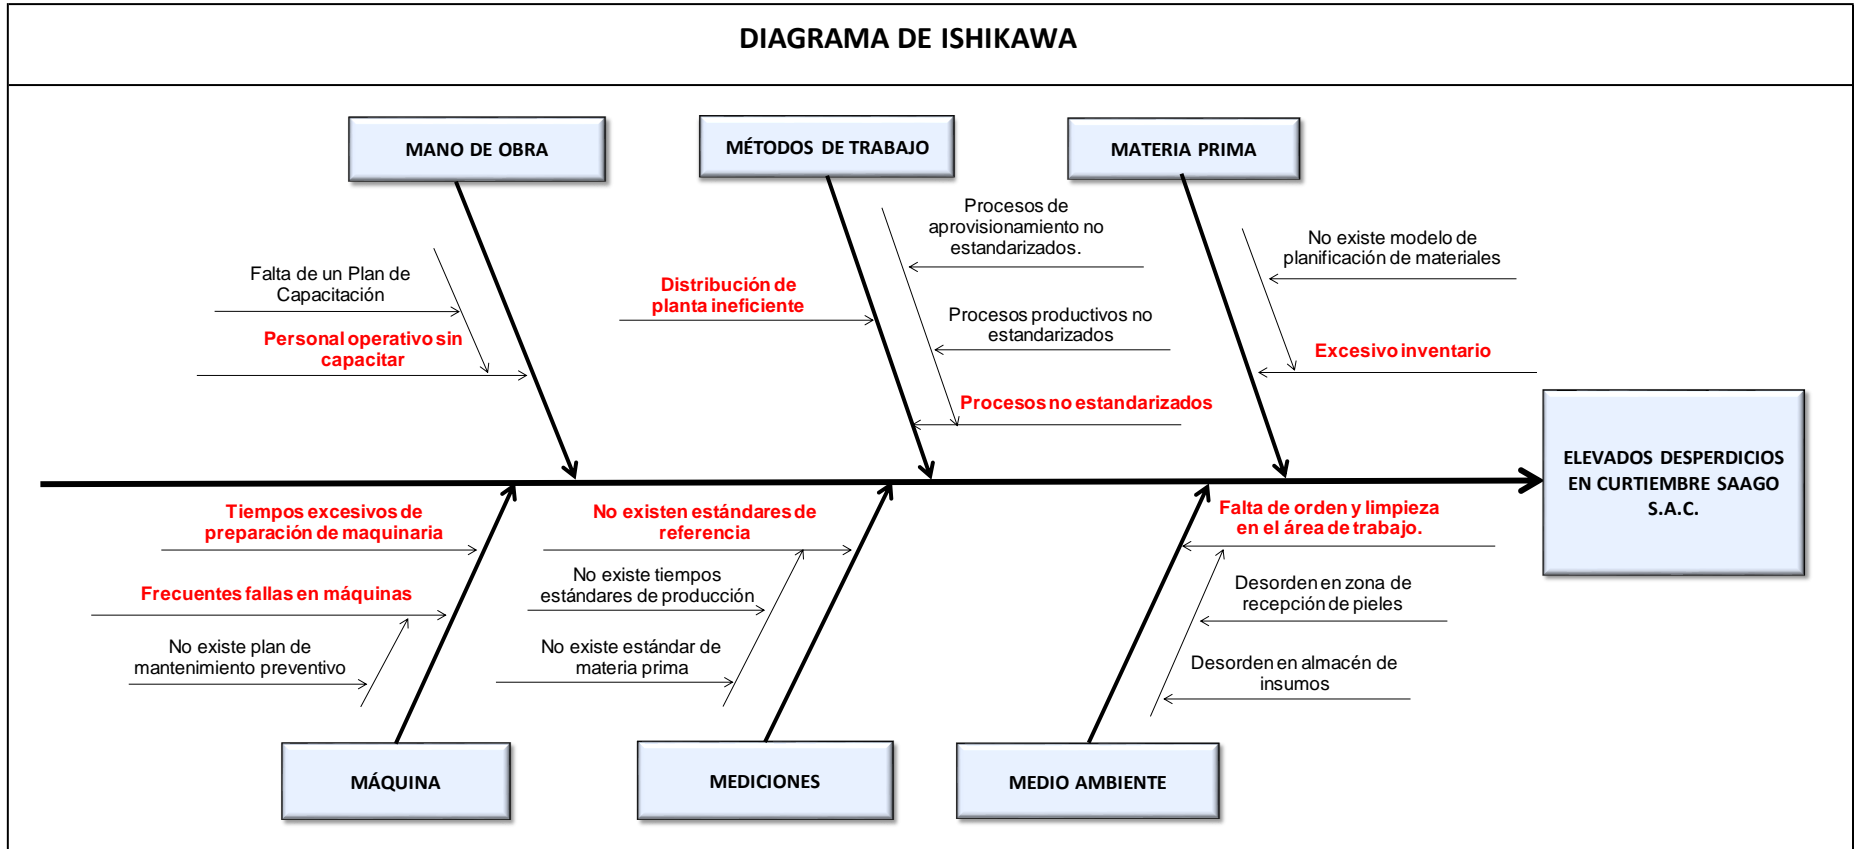 DIAGRAMA DE ISHIKAWA
MANO DE OBRA
MÉTODOS DE TRABAJO
MATERIA PRIMA
Falta de un Plan de
Capacitación
Personal operativo sin
capacitar
Distribución de
planta ineficiente
Procesos de
aprovisionamiento no
estandarizados.
Procesos productivos no
estandarizados
Procesos no estandarizados
No existe modelo de
planificación de materiales
Excesivo inventario
ELEVADOS DESPERDICIOS
EN CURTIEMBRE SAAGO
S.A.C.
Tiempos excesivos de
preparación de maquinaria
Frecuentes fallas en máquinas
No existe plan de
mantenimiento preventivo
No existen estándares de
referencia
No existe tiempos
estándares de producción
No existe estándar de
materia prima
Falta de orden y limpieza
en el área de trabajo.
Desorden en zona de
recepción de pieles
Desorden en almacén de
insumos
MÁQUINA
MEDICIONES
MEDIO AMBIENTE